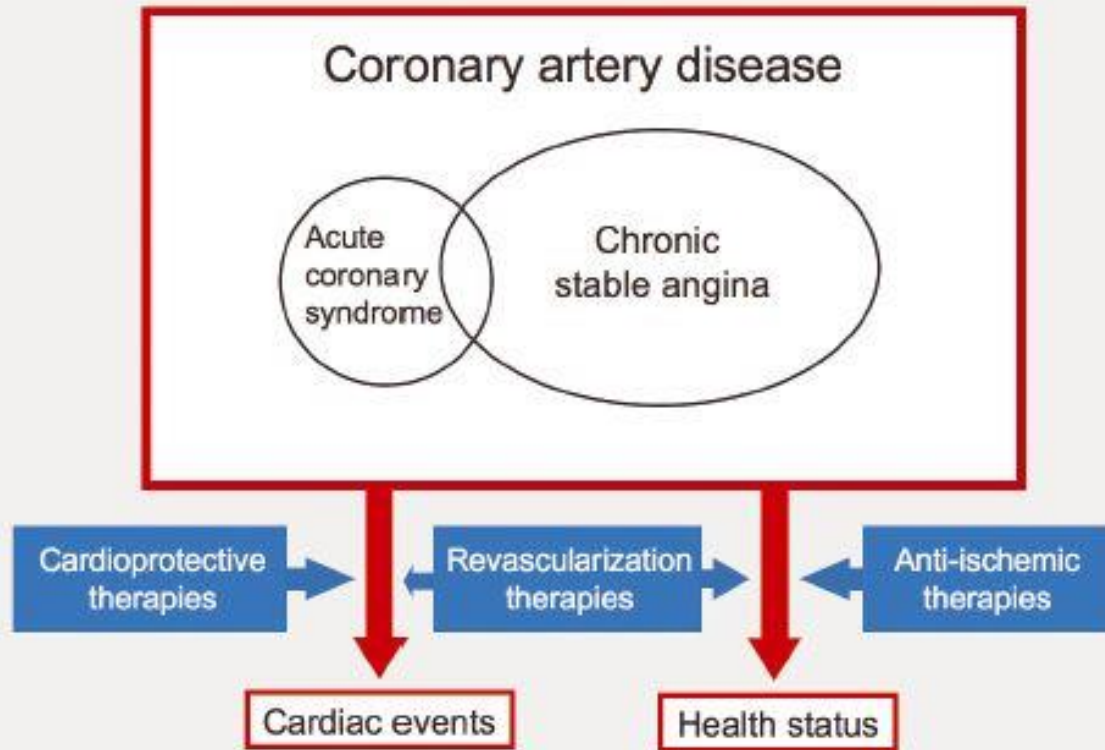 Coronary artery disease
Acute
coronary
syndrome
Chronic
stable angina
Cardioprotective
therapies
Revascularization
therapies
Anti-ischemic
therapies
Cardiac events
Health status